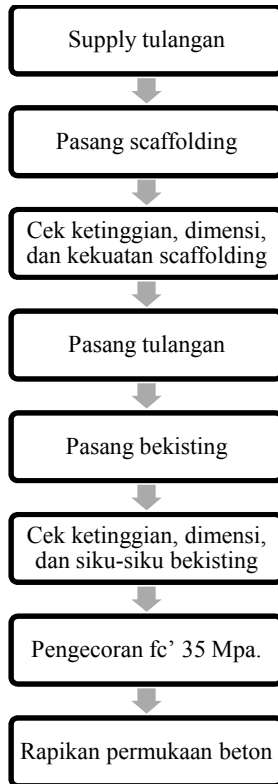 Supply tulangan
Pasang scaffolding
Cek ketinggian, dimensi,
dan kekuatan scaffolding
Pasang tulangan
Pasang bekisting
Cek ketinggian, dimensi,
dan siku-siku bekisting
Pengecoran fc’ 35 Mpa.
Rapikan permukaan beton